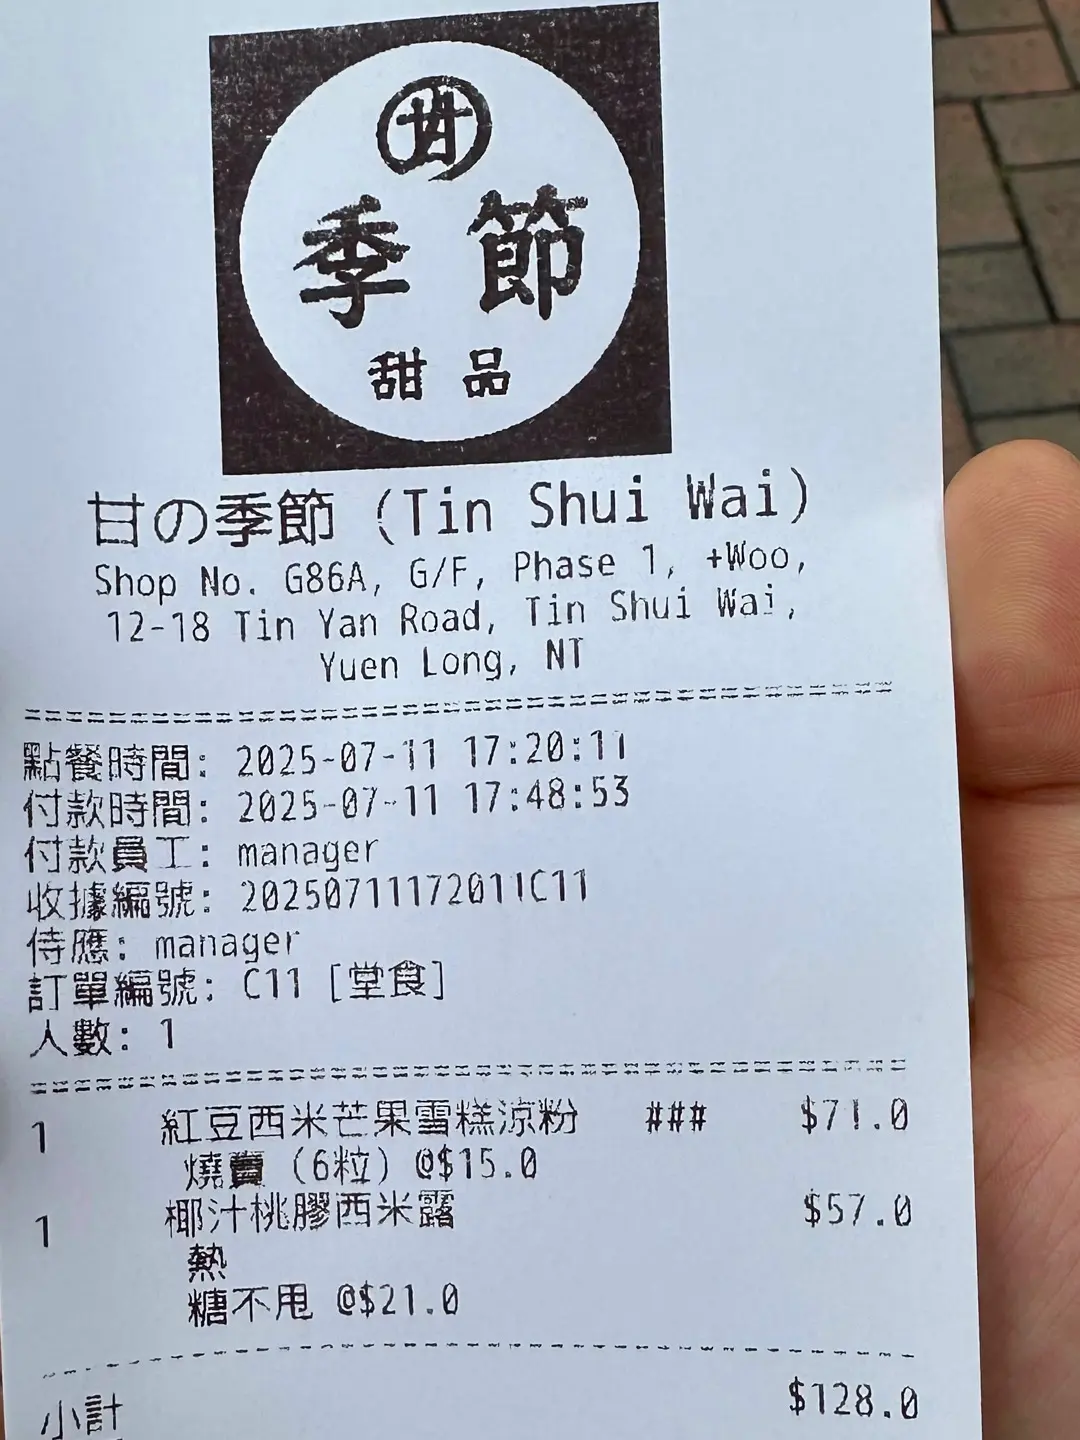 甘
季節
甜品
甘の季節 (Tin Shui Wai)
Shop No. G86A, G/F, Phase 1, +Woo,
12-18 Tin Yan Road, Tin Shui Wai,
Yuen Long, NT
點餐時間: 2025-07-11 17:20:11
付款時間: 2025-07-11 17:48:53
付款員工: manager
收據編號: 20250711172011C11
侍應: manager
訂單編號: C11 [堂食]
人數: 1
1 紅豆西米芒果雪糕涼粉 ### $71.0
燒賣 (6粒) @$15.0
1 椰汁桃膠西米露 $57.0
熱
糖不甩 @$21.0
小計 $128.0